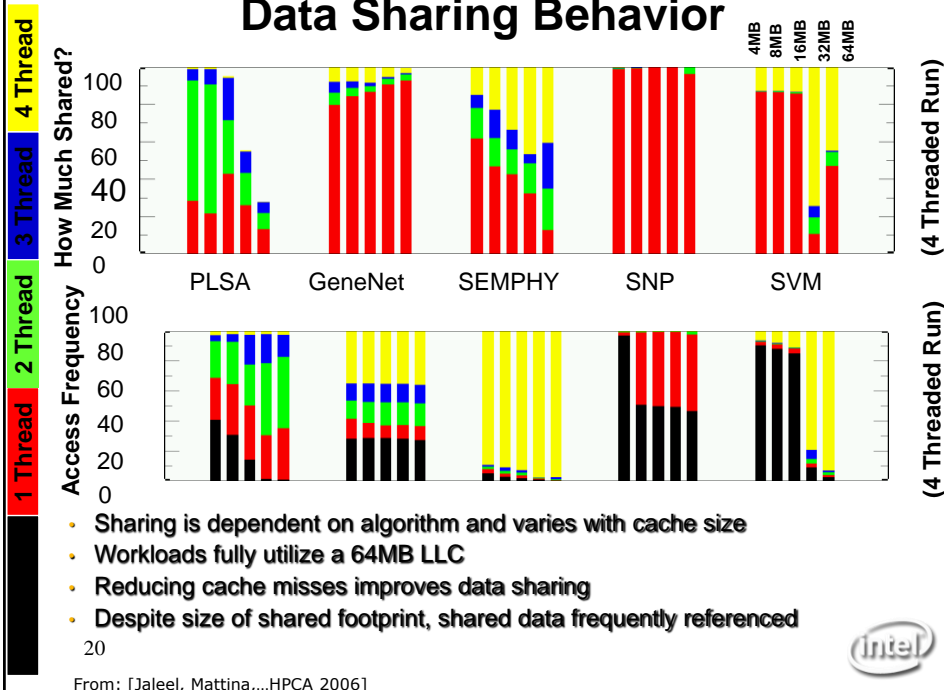 Data Sharing Behavior
4MB
8MB
16MB
32MB
64MB
4 Thread
3 Thread
2 Thread
1 Thread
How Much Shared?
100
80
60
40
20
0
(4 Threaded Run)
PLSA GeneNet SEMPHY SNP SVM
Access Frequency
100
80
60
40
20
0
(4 Threaded Run)
• Sharing is dependent on algorithm and varies with cache size
• Workloads fully utilize a 64MB LLC
• Reducing cache misses improves data sharing
• Despite size of shared footprint, shared data frequently referenced
20
intel
From: [Jaleel, Mattina,...HPCA 2006]